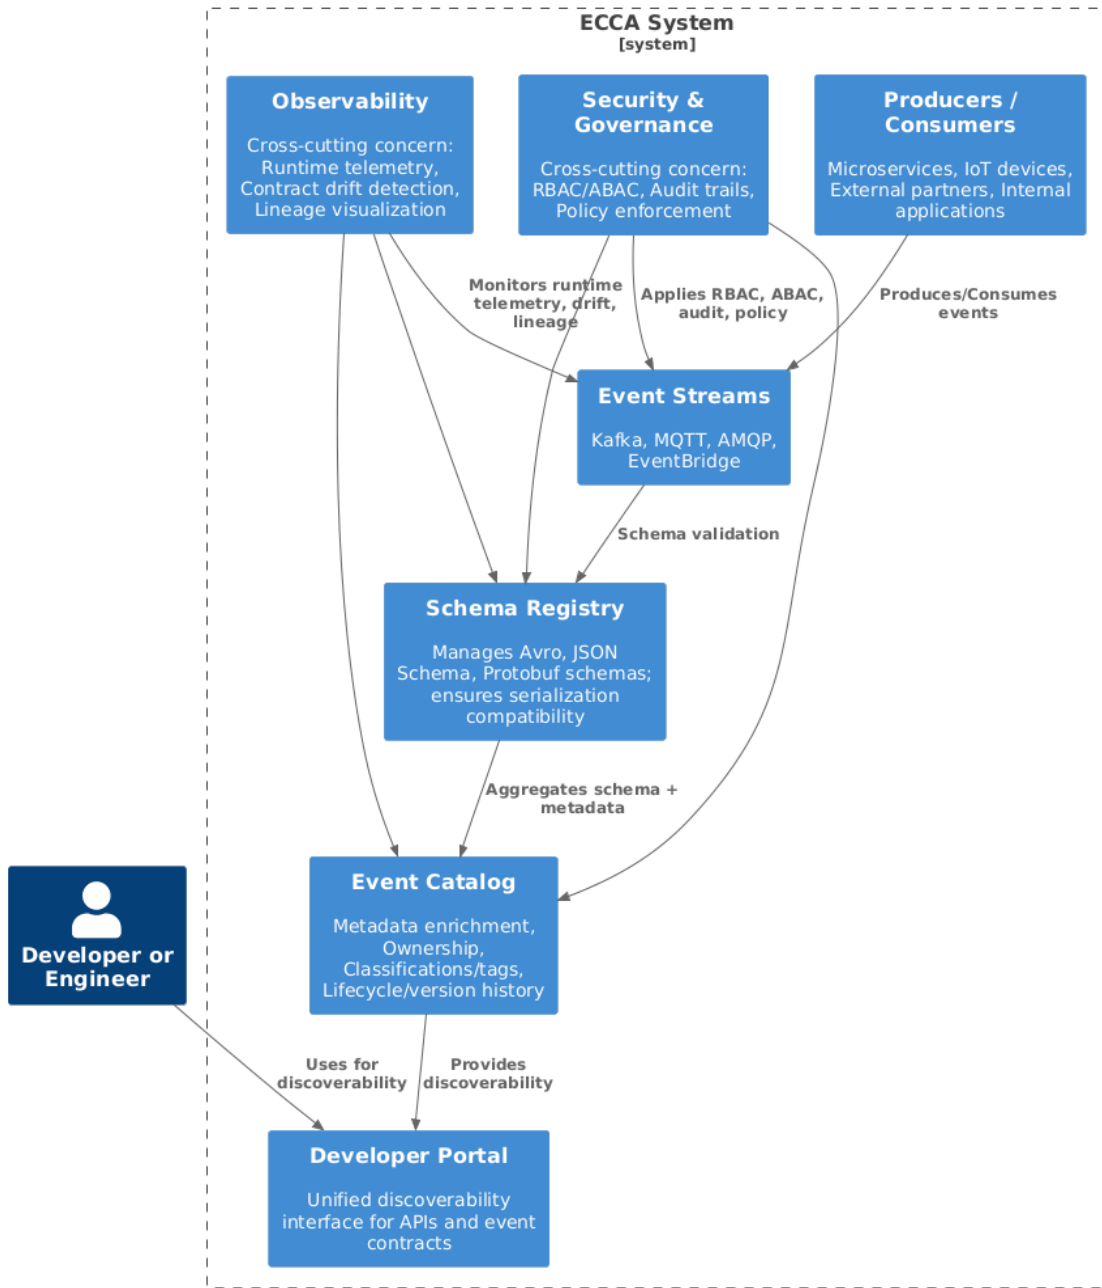 ECCA System
[system]
Observability
Cross-cutting concern:
Runtime telemetry,
Contract drift detection,
Lineage visualization
Security &
Governance
Cross-cutting concern:
RBAC/ABAC, Audit trails,
Policy enforcement
Producers /
Consumers
Microservices, IoT devices,
External partners, Internal
applications
Monitors runtime
telemetry, drift,
lineage
Applies RBAC, ABAC,
audit, policy
Produces/Consumes
events
Event Streams
Kafka, MQTT, AMQP,
EventBridge
Schema validation
Schema Registry
Manages Avro, JSON
Schema, Protobuf schemas;
ensures serialization
compatibility
Aggregates schema +
metadata
Event Catalog
Metadata enrichment,
Ownership,
Classifications/tags,
Lifecycle/version history
Developer or
Engineer
Uses for
discoverability
Provides
discoverability
Developer Portal
Unified discoverability
interface for APIs and event
contracts